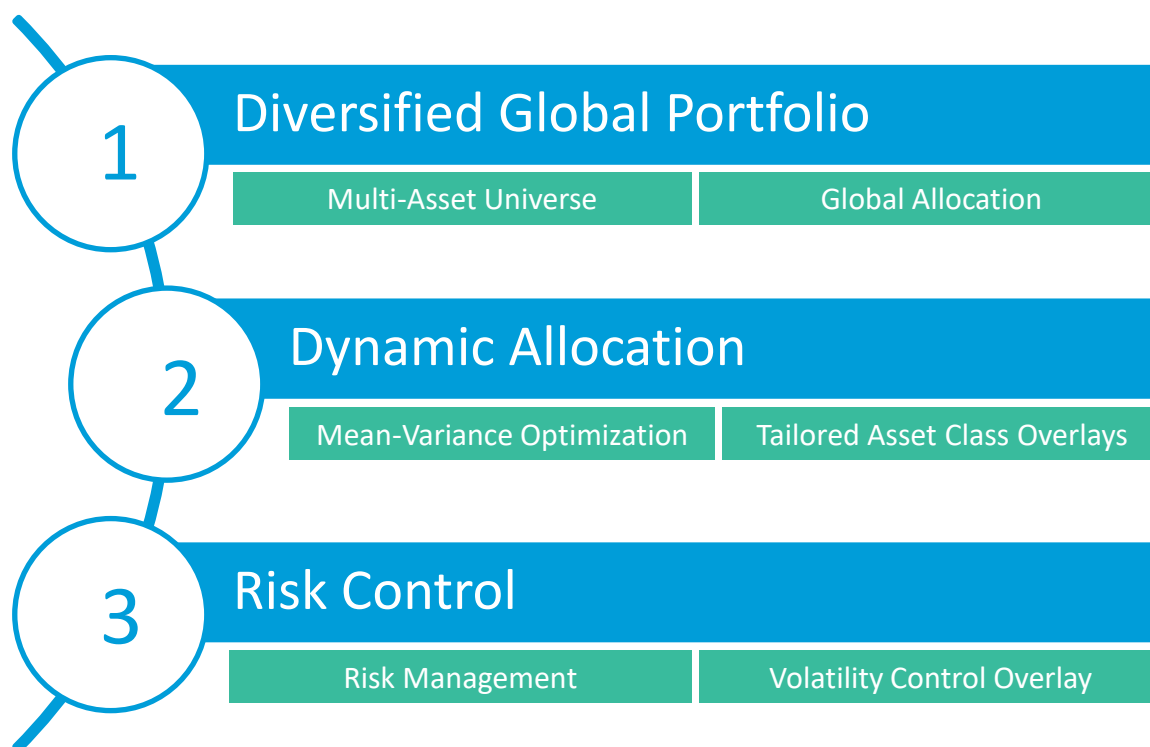 1
Diversified Global Portfolio
Multi-Asset Universe
Global Allocation
2
Dynamic Allocation
Mean-Variance Optimization
Tailored Asset Class Overlays
3
Risk Control
Risk Management
Volatility Control Overlay